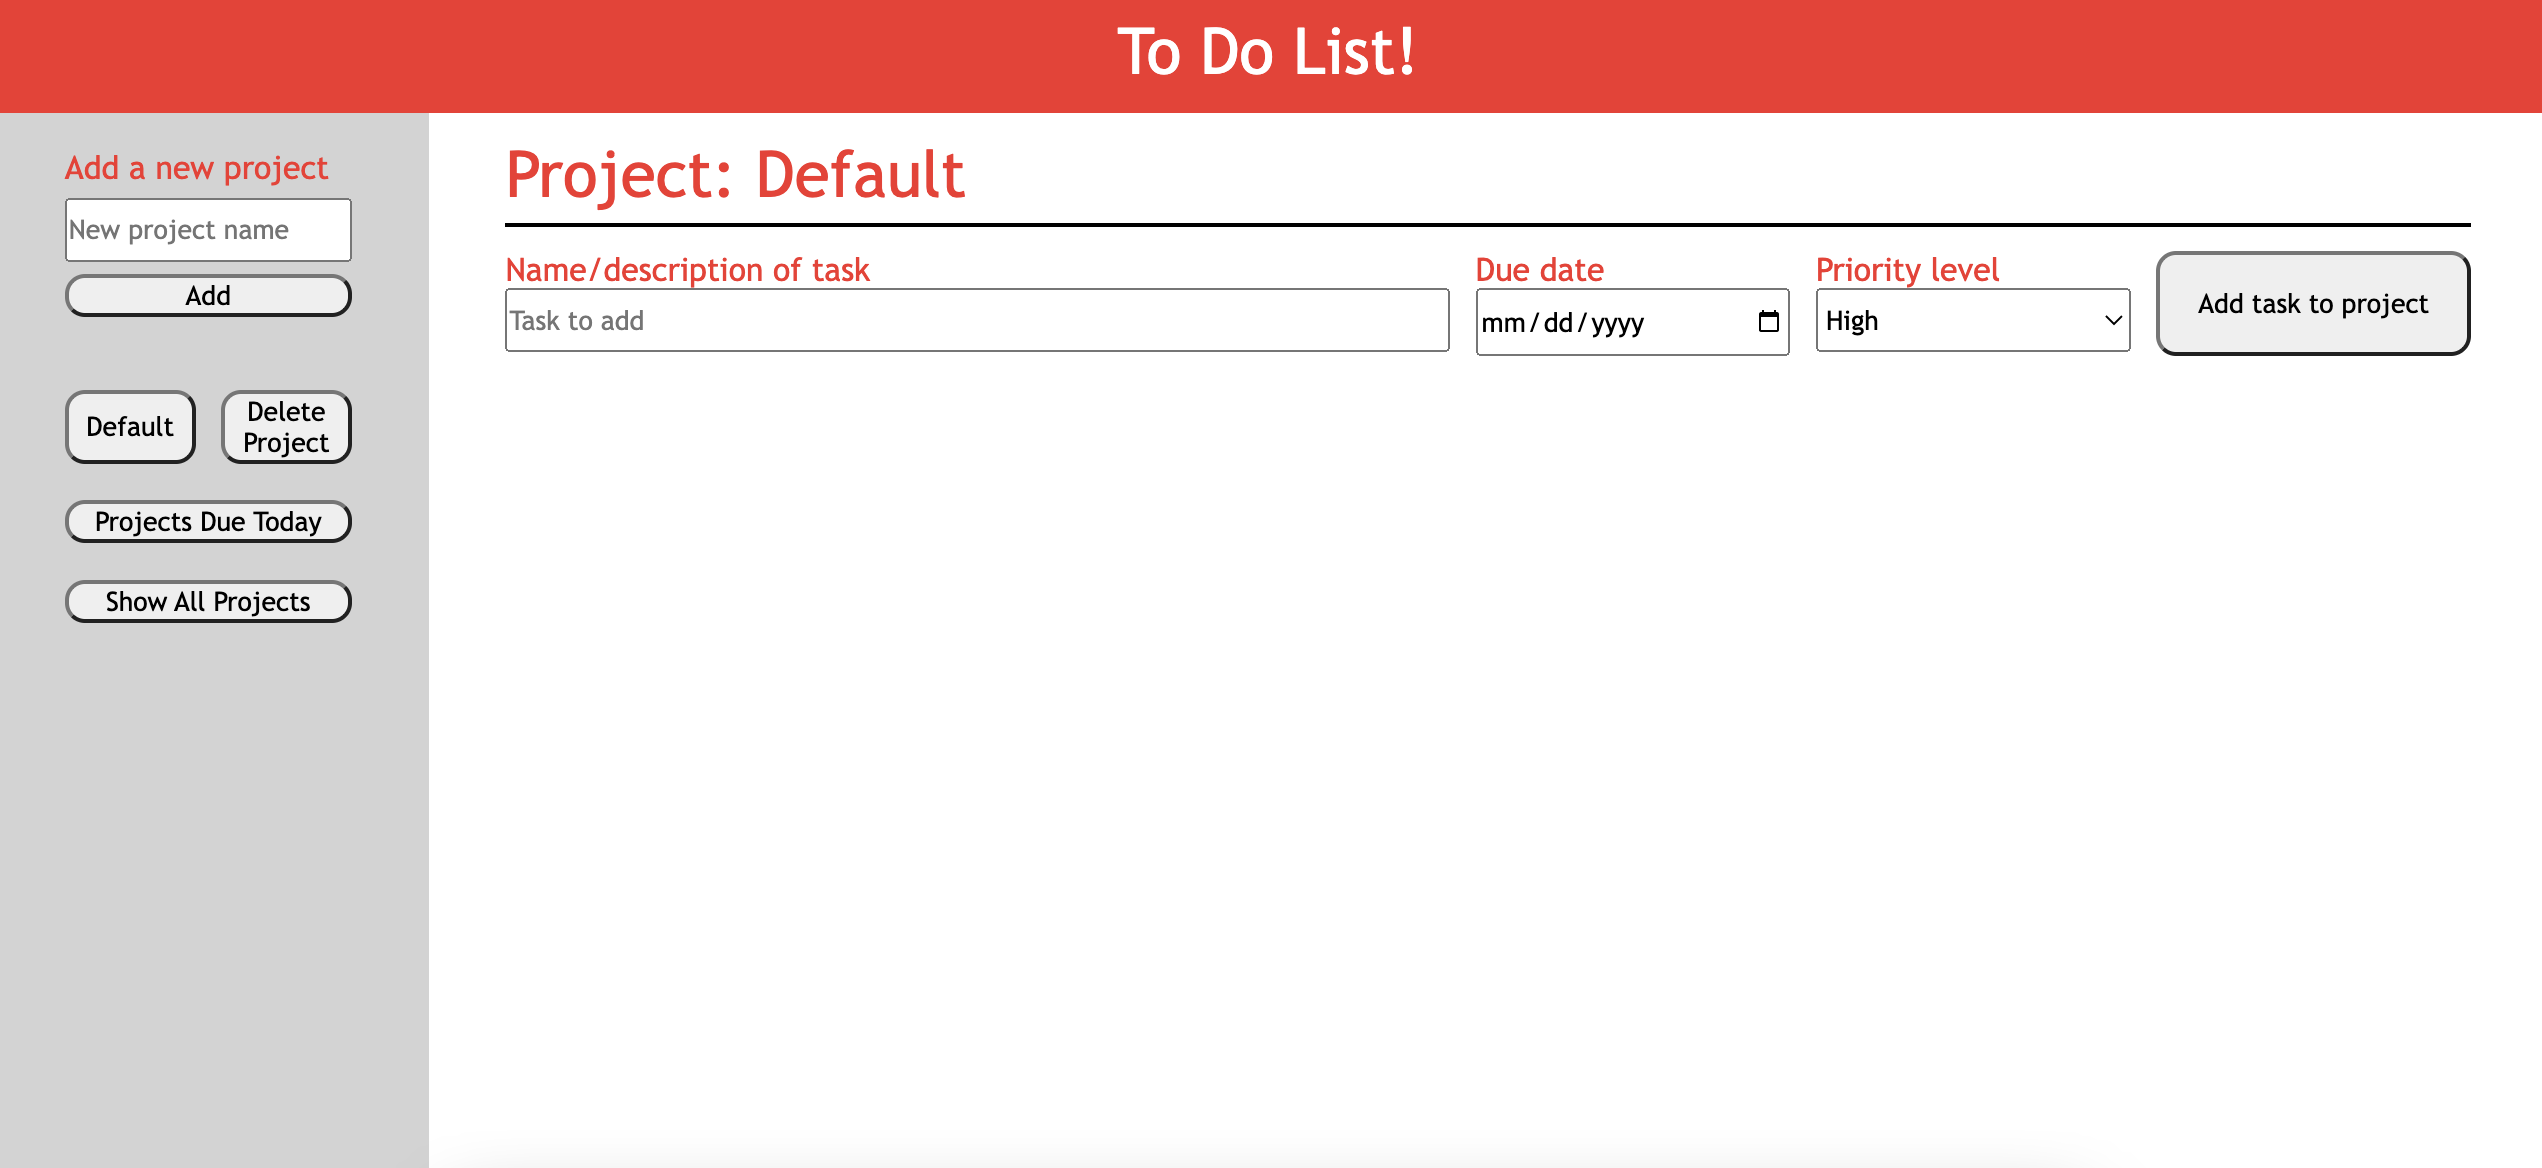 To Do List!
Add a new project
New project name
Add
Default
Delete
Project
Projects Due Today
Show All Projects
Project: Default
Name/description of task
Task to add
Due date
mm/dd/yyyy
Priority level
High
Add task to project